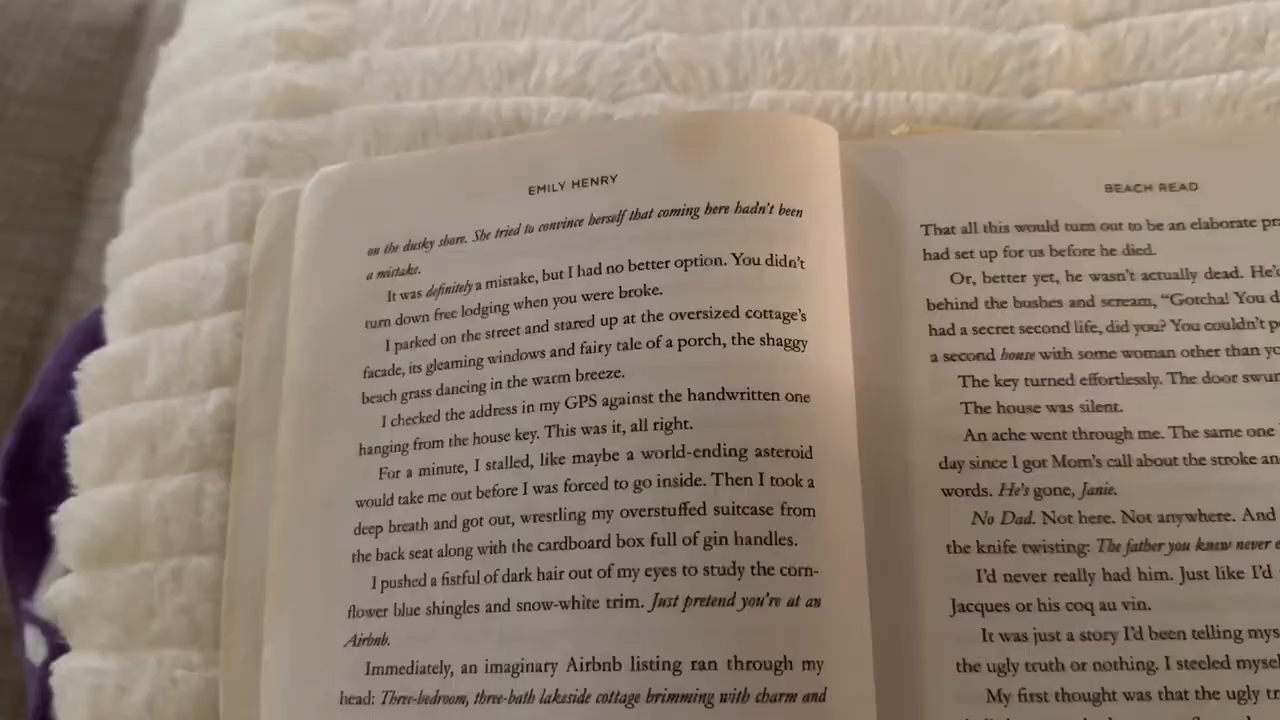 EMILY HENRY
on the dusky shore. She tried to convince herself that coming here hadn't been
a mistake.
It was definitely a mistake, but I had no better option. You didn't
turn down free lodging when you were broke.
I parked on the street and stared up at the oversized cottage's
facade, its gleaming windows and fairy tale of a porch, the shaggy
beach grass dancing in the warm breeze.
I checked the address in my GPS against the handwritten one
hanging from the house key. This was it, all right.
For a minute, I stalled, like maybe a world-ending asteroid
would take me out before I was forced to go inside. Then I took a
deep breath and got out, wrestling my overstuffed suitcase from
the back seat along with the cardboard box full of gin handles.
I pushed a fistful of dark hair out of my eyes to study the corn-
flower blue shingles and snow-white trim. Just pretend you're at an
Airbnb.
Immediately, an imaginary Airbnb listing ran through my
head: Three-bedroom, three-bath lakeside cottage brimming with charm and
BEACH READ
That all this would turn out to be an elaborate
had set up for us before he died.
Or, better yet, he wasn't actually dead.
behind the bushes and scream, "Gotcha! You
had a secret second life, did you? You couldn't
a second house with some woman other than
The key turned effortlessly. The door
The house was silent.
An ache went through me. The same one
day since I got Mom's call about the stroke
words. He's gone, Janie.
No Dad. Not here. Not anywhere. And
the knife twisting: The father you knew never
I'd never really had him. Just like I'd
Jacques or his coq au vin.
It was just a story I'd been telling
the ugly truth or nothing. I steeled
My first thought was that the ugly